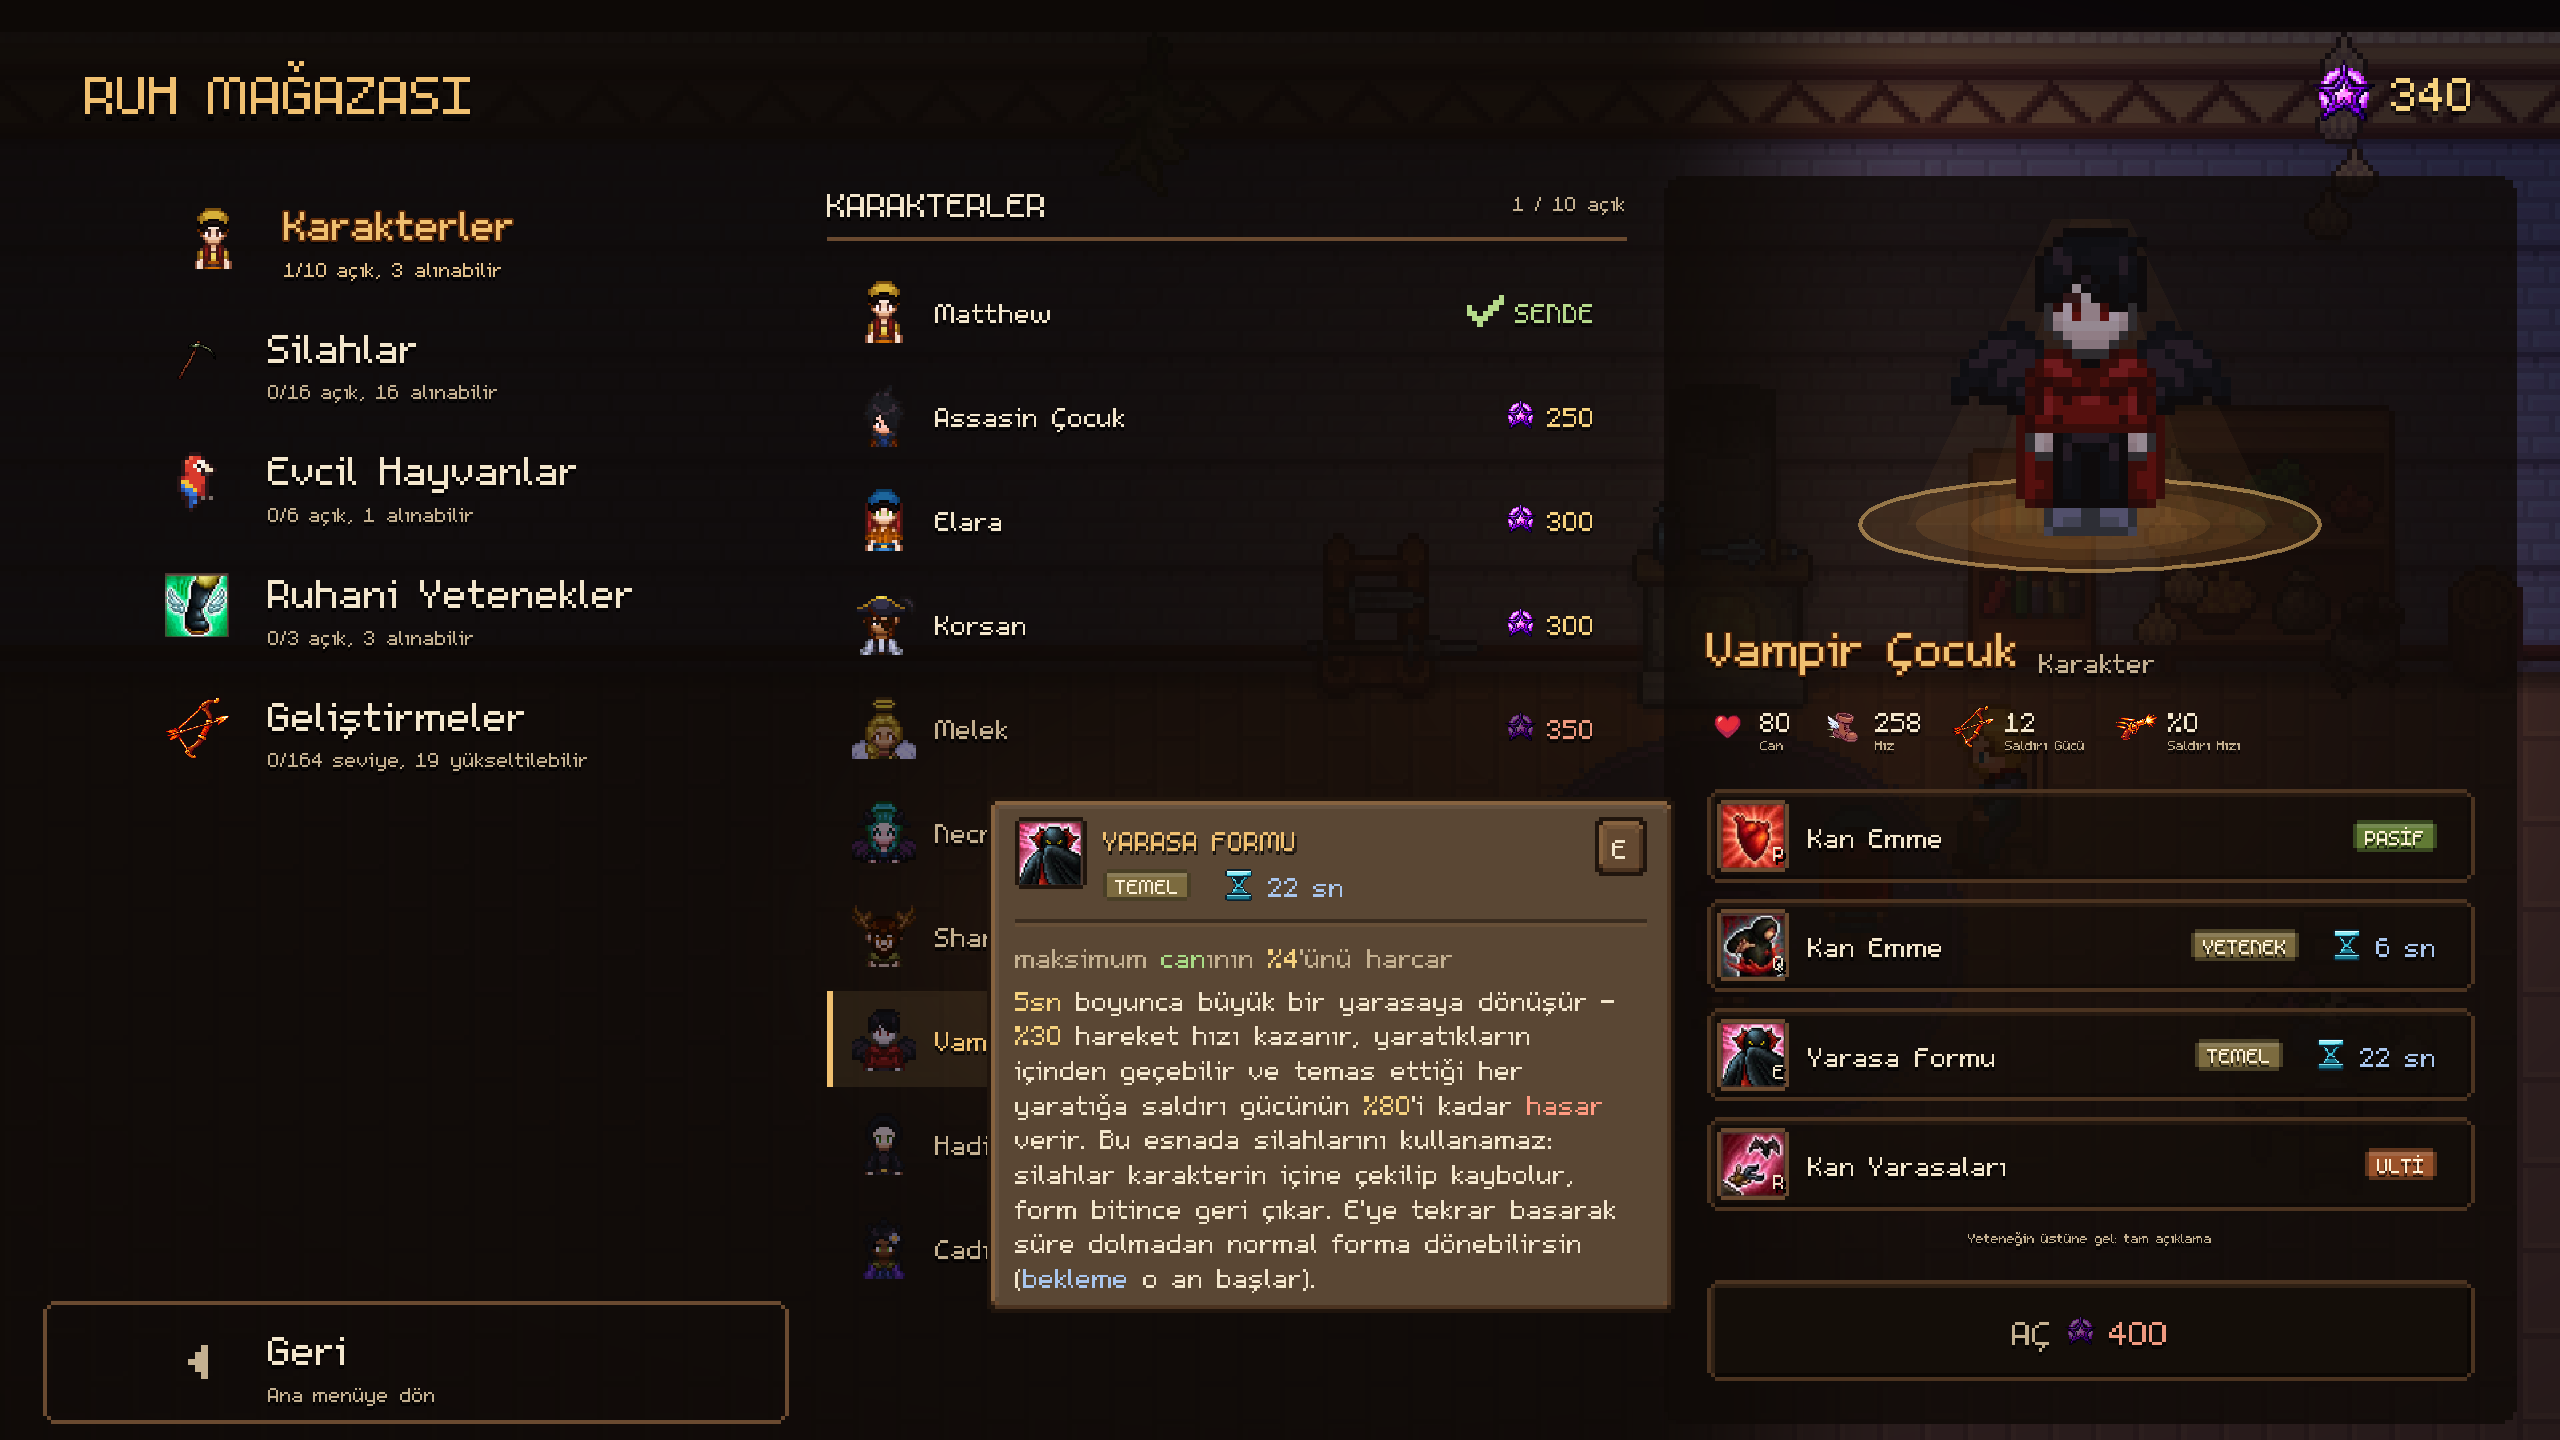 RUH MAĞAZASI
340
Karakterler
1/10 açık, 3 alınabilir
Silahlar
0/16 açık, 16 alınabilir
Evcil Hayvanlar
0/6 açık, 1 alınabilir
Ruhani Yetenekler
0/3 açık, 3 alınabilir
Geliştirmeler
0/164 seviye, 19 yükseltilebilir
Geri
Ana menüye dön
KARAKTERLER 1 / 10 açık
Matthew SENDE
Assasin Çocuk 250
Elara 300
Korsan 300
Melek 350
Necr
Shar
Vam
Hadi
Cadı
YARASA FORMU E
TEMEL 22 sn
maksimum canının %4'ünü harcar
5sn boyunca büyük bir yarasaya dönüşür –
%30 hareket hızı kazanır, yaratıkların
içinden geçebilir ve temas ettiği her
yaratığa saldırı gücünün %80'i kadar hasar
verir. Bu esnada silahlarını kullanamaz:
silahlar karakterin içine çekilip kaybolur,
form bitince geri çıkar. E'ye tekrar basarak
süre dolmadan normal forma dönebilirsin
(bekleme o an başlar).
Vampir Çocuk Karakter
80 258 12 %0
Can Hız Saldırı Gücü Saldırı Hızı
P Kan Emme PASİF
Q Kan Emme YETENEK 6 sn
E Yarasa Formu TEMEL 22 sn
R Kan Yarasaları ULTİ
Yeteneğin üstüne gel: tam açıklama
AÇ 400